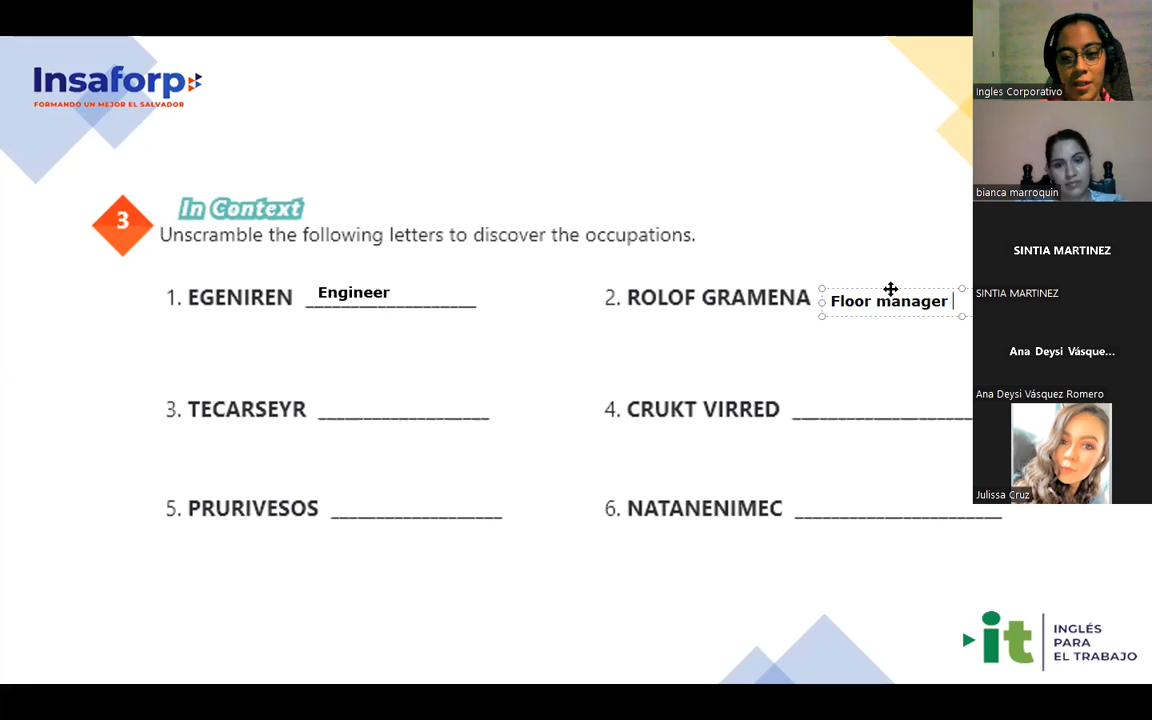 Insaforp
FORMANDO UN MEJOR EL SALVADOR
3
In Context
Unscramble the following letters to discover the occupations.
1. EGENIREN Engineer
2. ROLOF GRAMENA Floor manager
3. TECARSEYR
4. CRUKT VIRRED
5. PRURIVESOS
6. NATANENIMEC
it
INGLÉS
PARA
EL TRABAJO
Ingles Corporativo
bianca marroquin
SINTIA MARTINEZ
SINTIA MARTINEZ
Ana Deysi Vásque...
Ana Deysi Vásquez Romero
Julissa Cruz